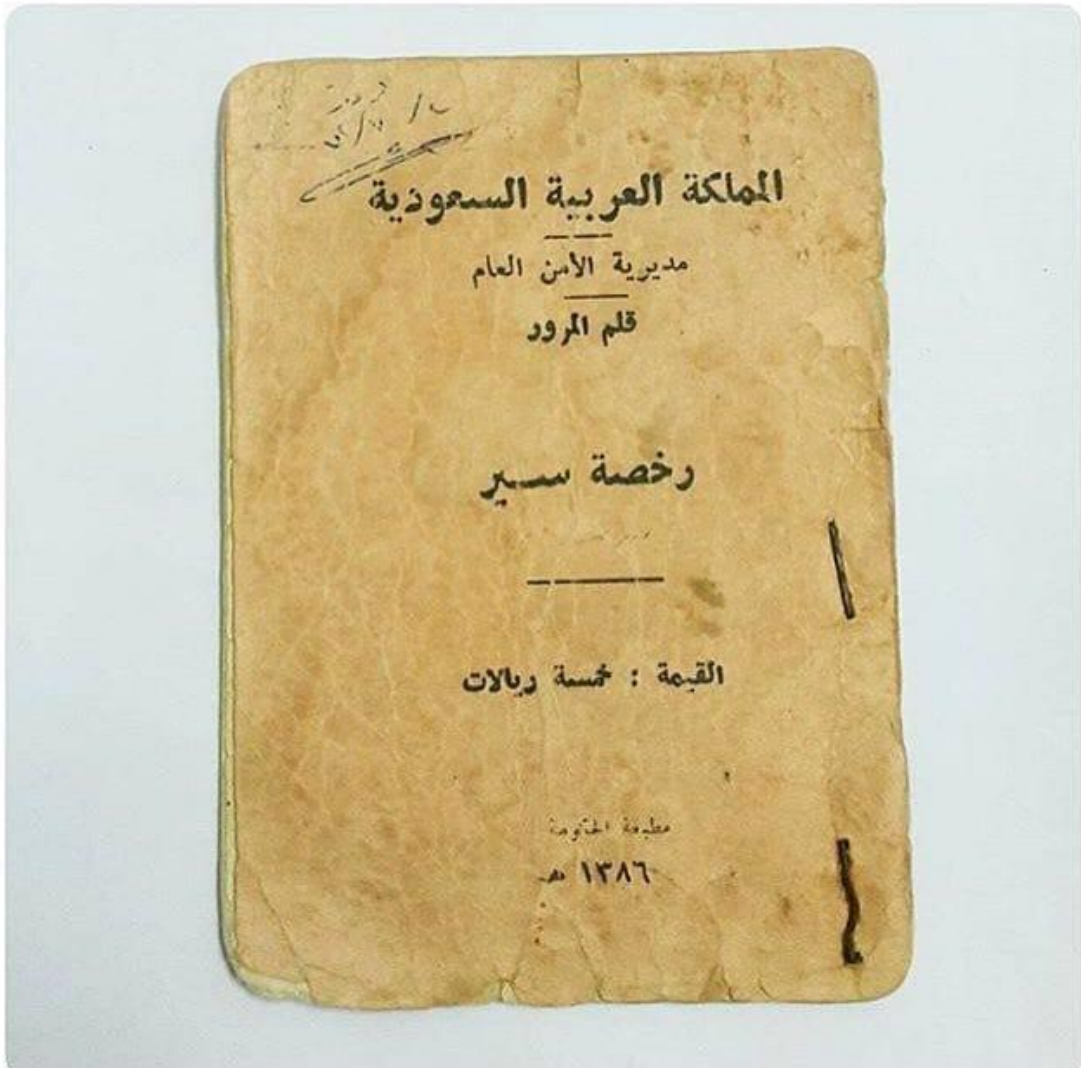 المملكة العربية السعودية
مديرية الأمن العام
قلم المرور
رخصة سير
القيمة : خمسة ريالات
مطبعة الحكومة
١٣٨٦ هـ